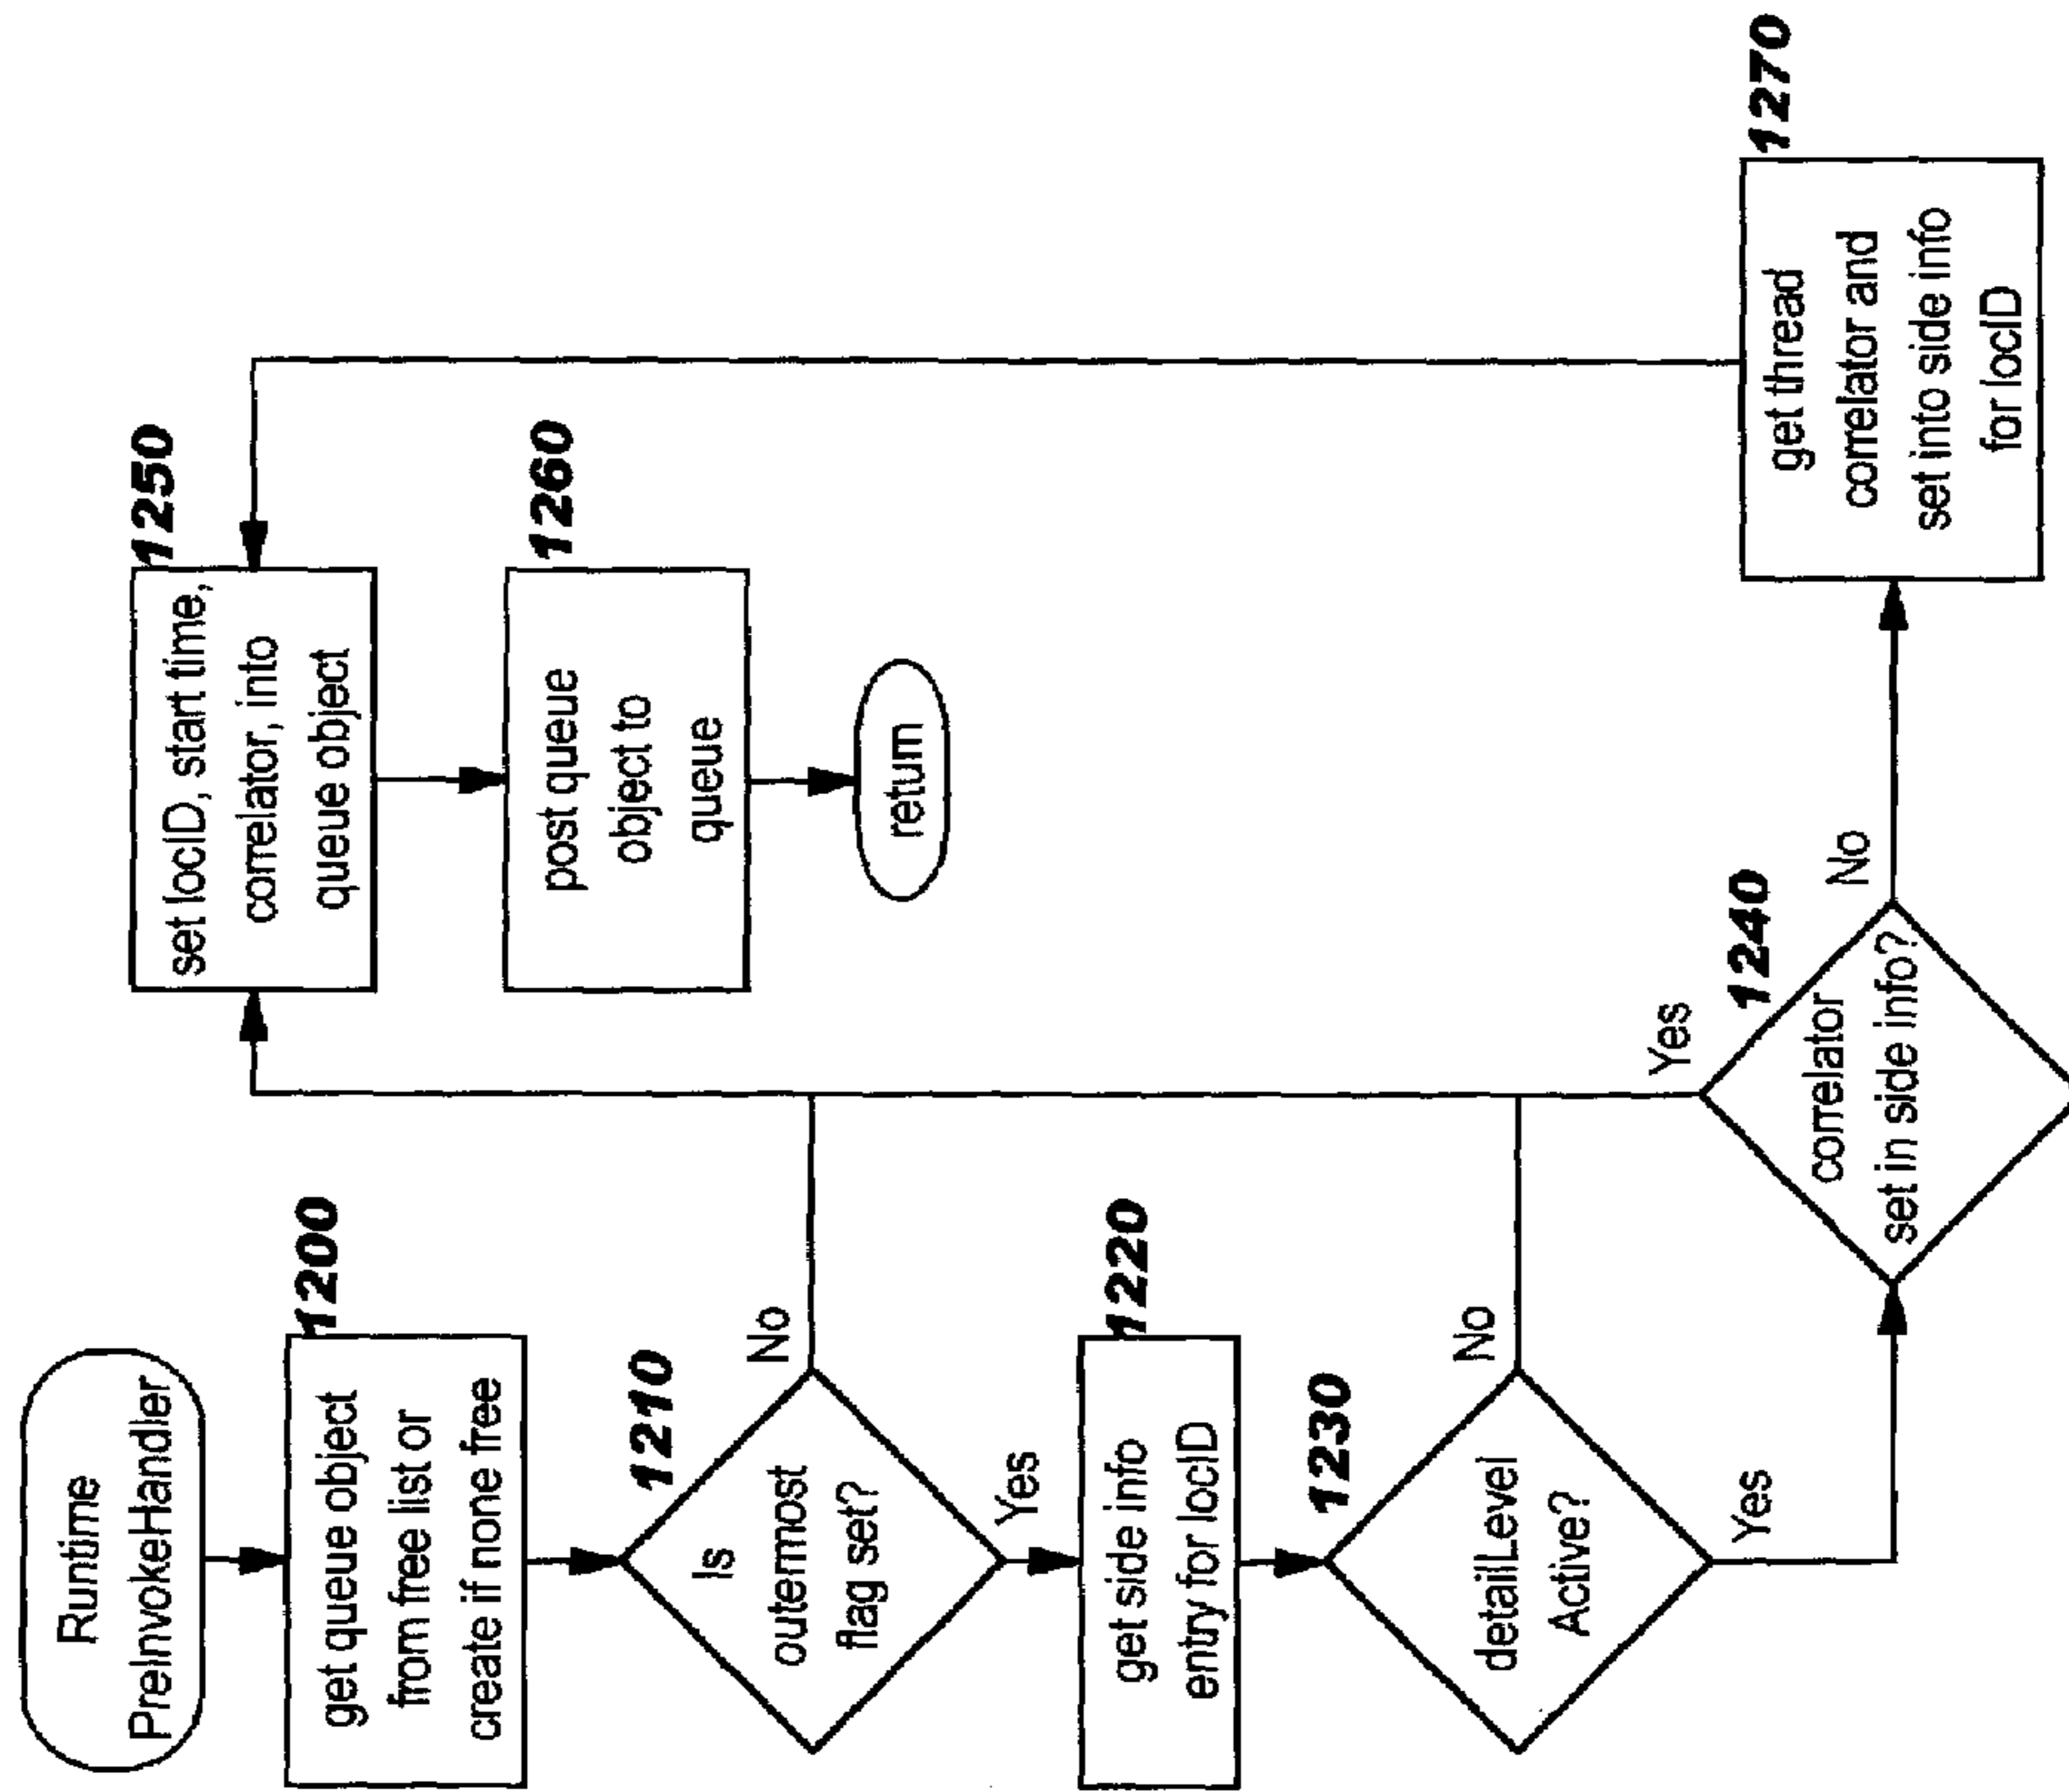 Runtime
PreInvokeHandler
1200
get queue object
from free list or
create if none free
1210
Is
outermost
flag set?
No
Yes
1220
get side info
entry for locID
1230
detailLevel
Active?
No
Yes
1240
correlator
set in side info?
Yes
No
1250
set locID, start time,
correlator, into
queue object
1260
post queue
object to
queue
return
1270
get thread
correlator and
set into side info
for locID